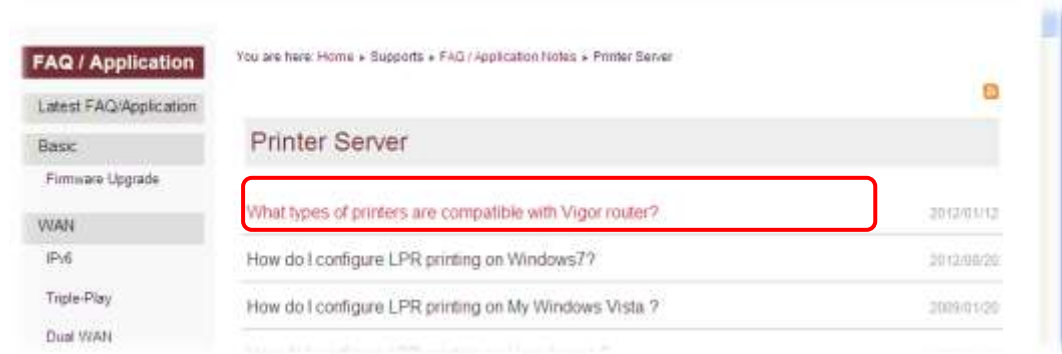 You are here: Home » Supports » FAQ / Application Notes » Printer Server
FAQ / Application
Latest FAQ/Application
Basic
Firmware Upgrade
WAN
IPv6
Triple-Play
Dual WAN
Printer Server
What types of printers are compatible with Vigor router? 2012/01/12
How do I configure LPR printing on Windows7?
How do I configure LPR printing on My Windows Vista ? 2009/01/20